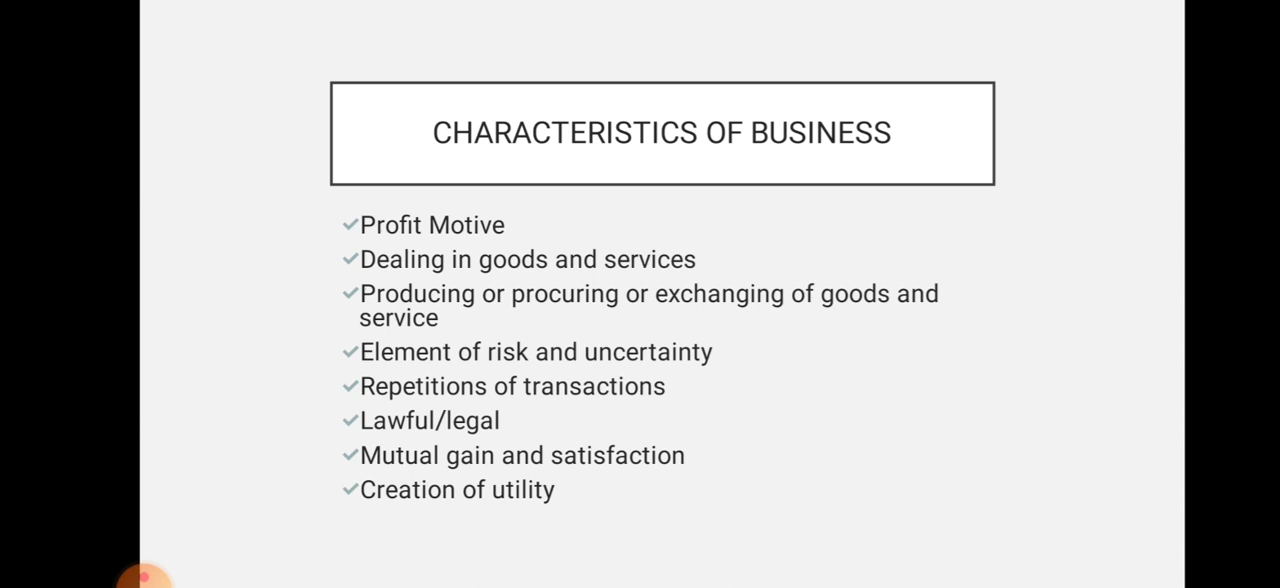 CHARACTERISTICS OF BUSINESS
Profit Motive
Dealing in goods and services
Producing or procuring or exchanging of goods and
service
Element of risk and uncertainty
Repetitions of transactions
Lawful/legal
Mutual gain and satisfaction
Creation of utility